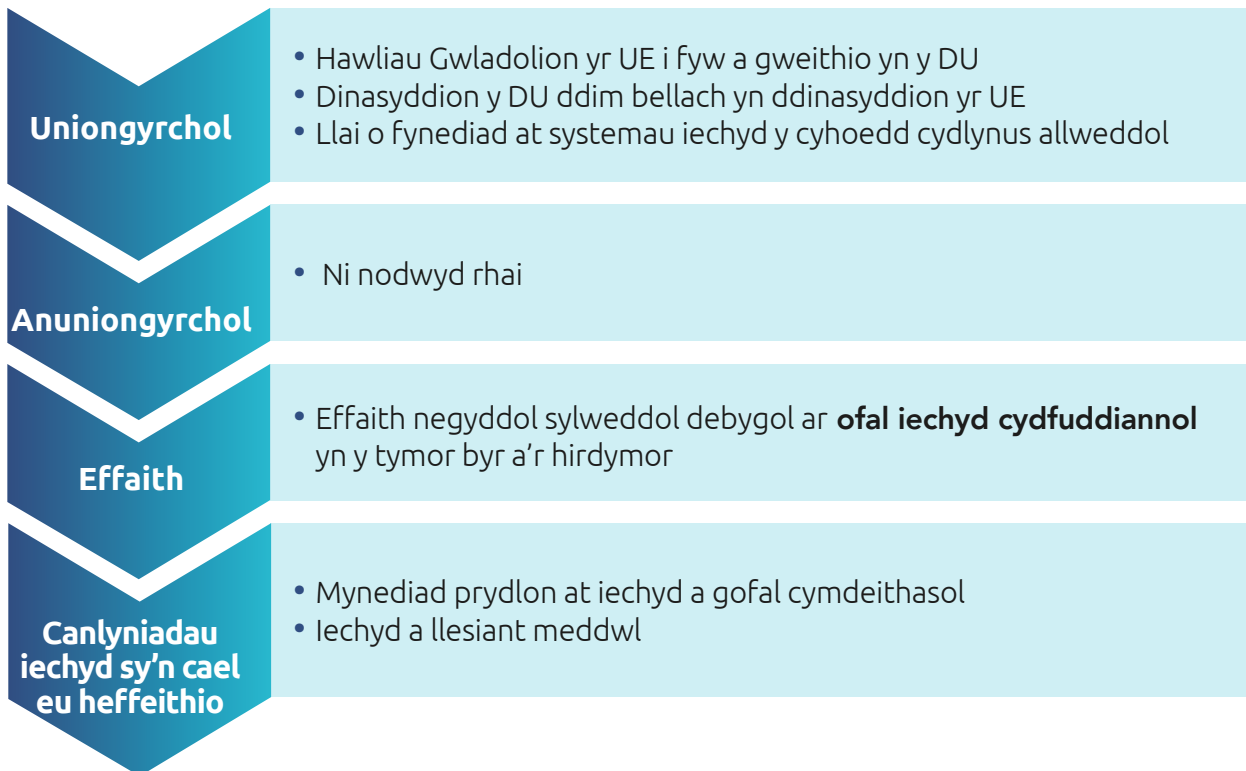 Uniongyrchol
• Hawliau Gwladolion yr UE i fyw a gweithio yn y DU
• Dinasyddion y DU ddim bellach yn ddinasyddion yr UE
• Llai o fynediad at systemau iechyd y cyhoedd cydlynus allweddol
Anuniongyrchol
• Ni nodwyd rhai
Effaith
• Effaith negyddol sylweddol debygol ar ofal iechyd cydfuddiannol
yn y tymor byr a’r hirdymor
Canlyniadau
iechyd sy’n cael
eu heffeithio
• Mynediad prydlon at iechyd a gofal cymdeithasol
• Iechyd a llesiant meddwl